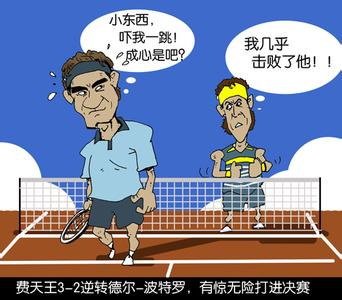 小东西，
吓我一跳！
成心是吧？
我几乎
击败了他！！
费天王3-2逆转德尔-波特罗，有惊无险打进决赛